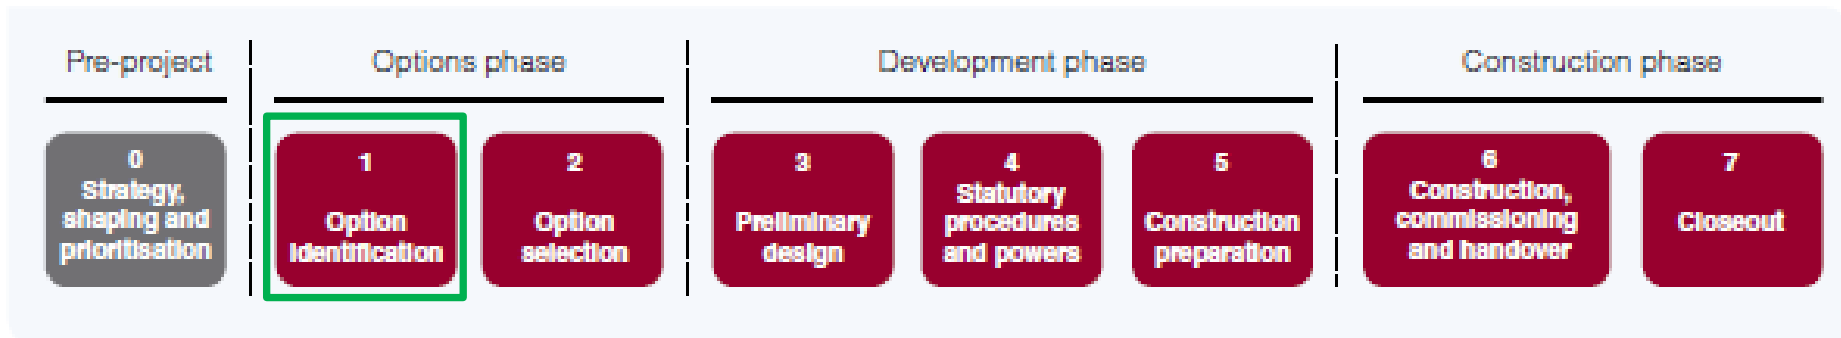 Pre-project
Options phase
Development phase
Construction phase
0
Strategy,
shaping and
prioritisation
1
Option
identification
2
Option
selection
3
Preliminary
design
4
Statutory
procedures
and powers
5
Construction
preparation
6
Construction,
commissioning
and handover
7
Closeout